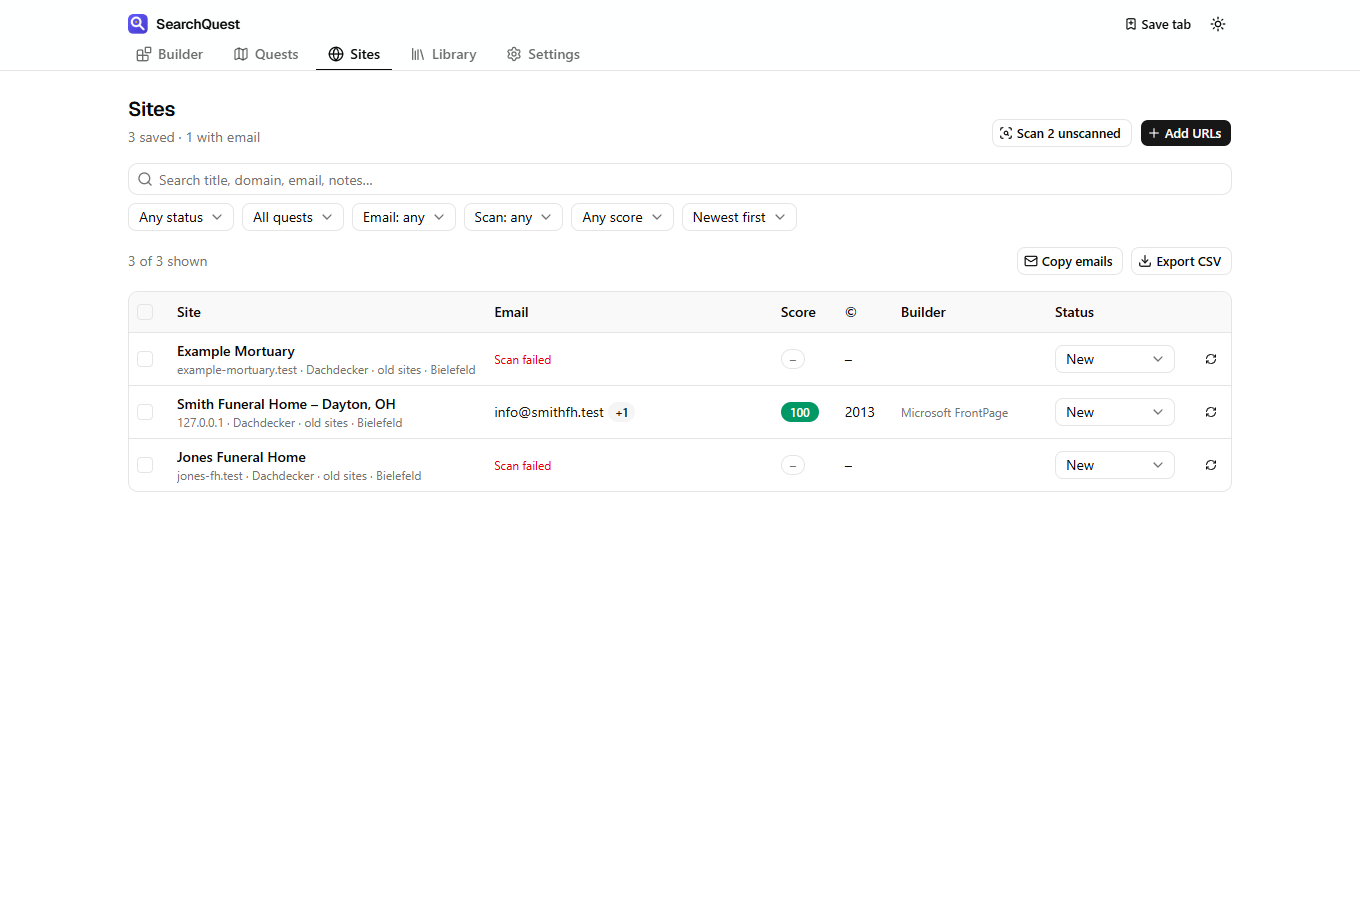 SearchQuest
Save tab
Builder Quests Sites Library Settings
Sites
3 saved · 1 with email
Scan 2 unscanned
Add URLs
Search title, domain, email, notes...
Any status All quests Email: any Scan: any Any score Newest first
3 of 3 shown
Copy emails
Export CSV
Site Email Score © Builder Status
Example Mortuary
example-mortuary.test · Dachdecker · old sites · Bielefeld
Scan failed – – New
Smith Funeral Home – Dayton, OH
127.0.0.1 · Dachdecker · old sites · Bielefeld
info@smithfh.test +1 100 2013 Microsoft FrontPage New
Jones Funeral Home
jones-fh.test · Dachdecker · old sites · Bielefeld
Scan failed – – New